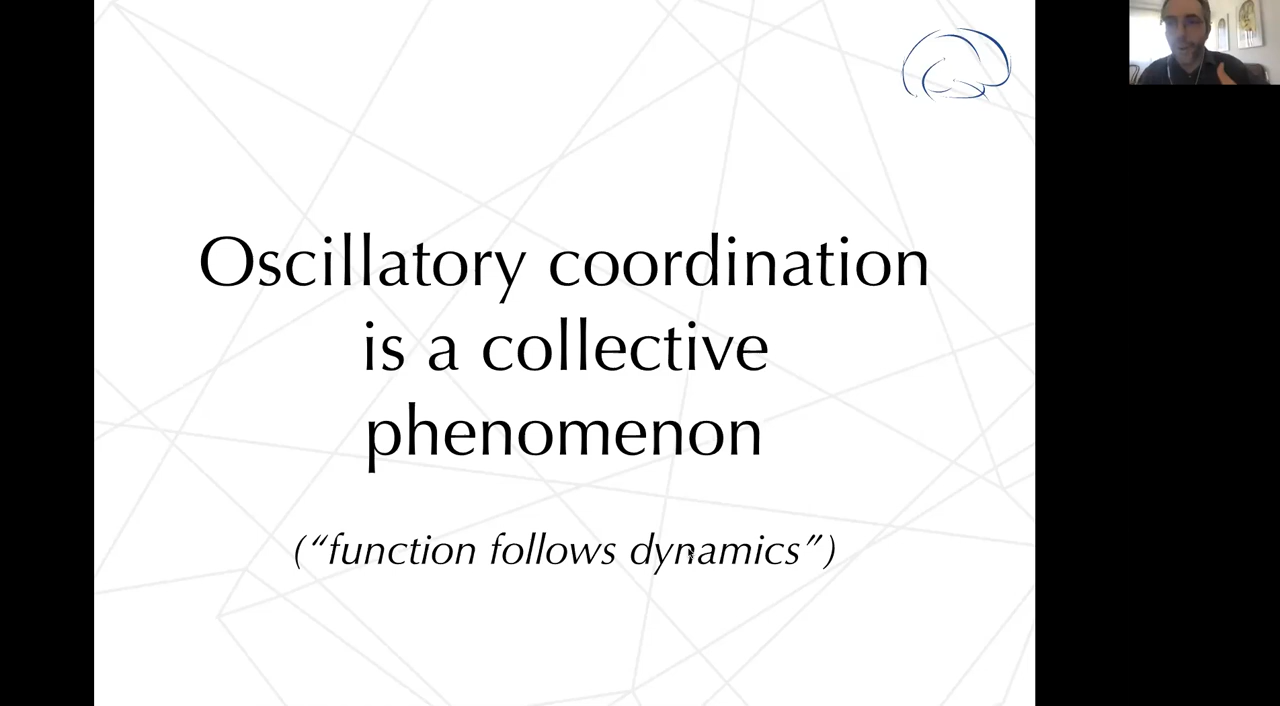 Oscillatory coordination
is a collective
phenomenon
(“function follows dynamics”)